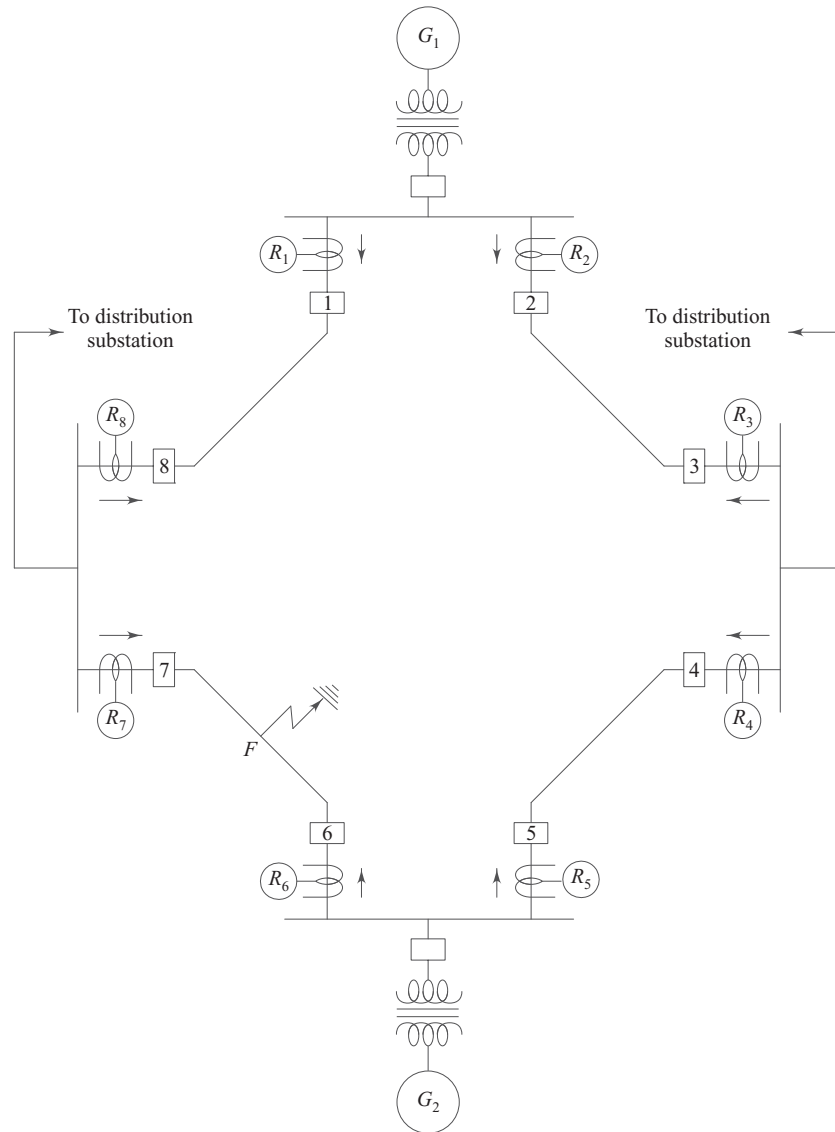 G₁
R₁
R₂
1
2
To distribution
substation
To distribution
substation
R₈
R₃
8
3
7
4
R₇
R₄
F
6
5
R₆
R₅
G₂